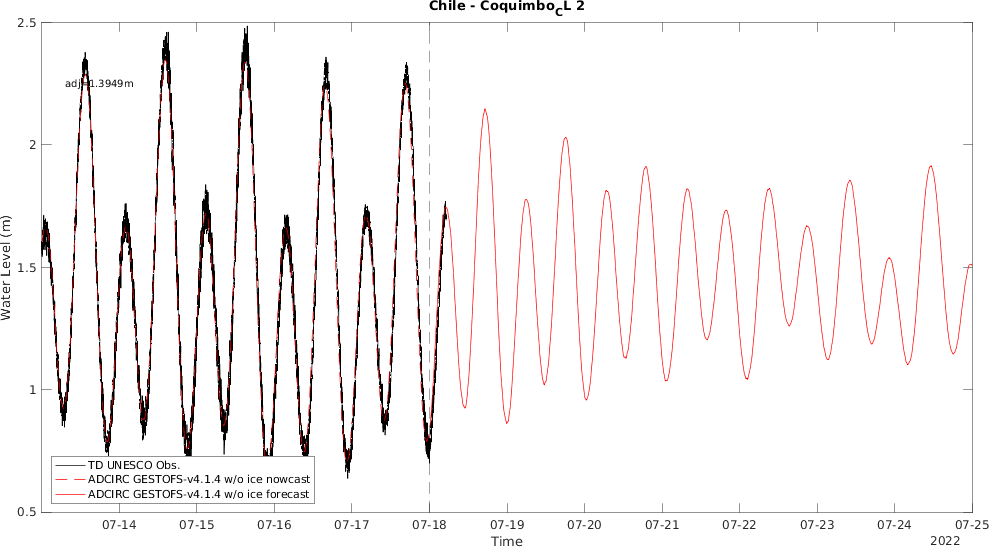 Chile - Coquimbo_CL 2
2.5
adj=1.3949m
2
1.5
Water Level (m)
1
TD UNESCO Obs.
ADCIRC GESTOFS-v4.1.4 w/o ice nowcast
ADCIRC GESTOFS-v4.1.4 w/o ice forecast
0.5
07-14 07-15 07-16 07-17 07-18 07-19 07-20 07-21 07-22 07-23 07-24 07-25
Time
2022